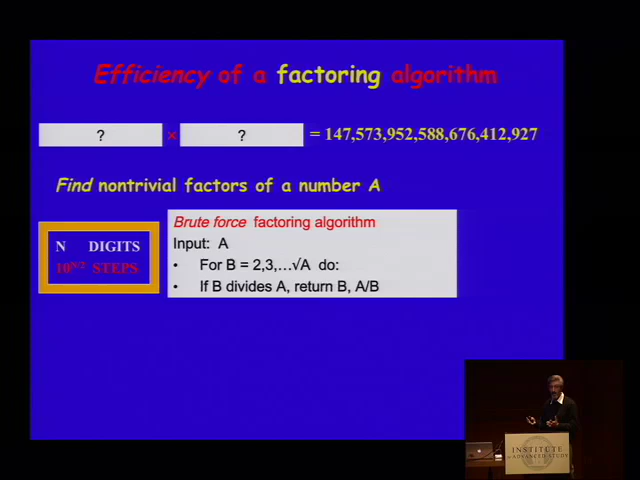 Efficiency of a factoring algorithm
? × ? = 147,573,952,588,676,412,927
Find nontrivial factors of a number A
N DIGITS
10^N/2 STEPS
Brute force factoring algorithm
Input: A
• For B = 2,3,…√A do:
• If B divides A, return B, A/B
INSTITUTE
for ADVANCED STUDY